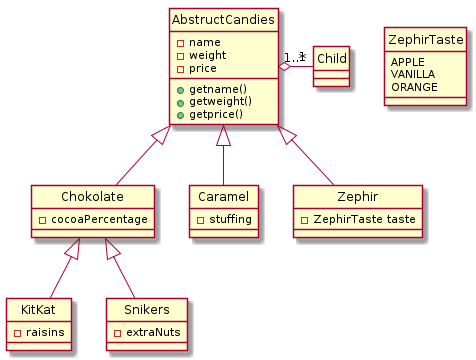 AbstructCandies
name
weight
price
getname()
getweight()
getprice()
1..*
1
Child
ZephirTaste
APPLE
VANILLA
ORANGE
Chokolate
cocoaPercentage
Caramel
stuffing
Zephir
ZephirTaste taste
KitKat
raisins
Snikers
extraNuts